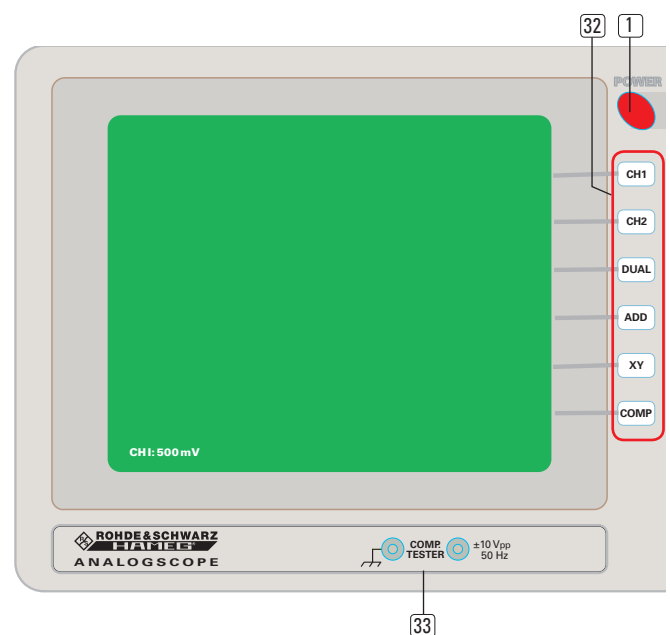 32 1
POWER
CH1
CH2
DUAL
ADD
XY
COMP
CHI: 500 mV
ROHDE & SCHWARZ
HAMEG
ANALOGSCOPE
COMP.
TESTER
±10 Vpp
50 Hz
33